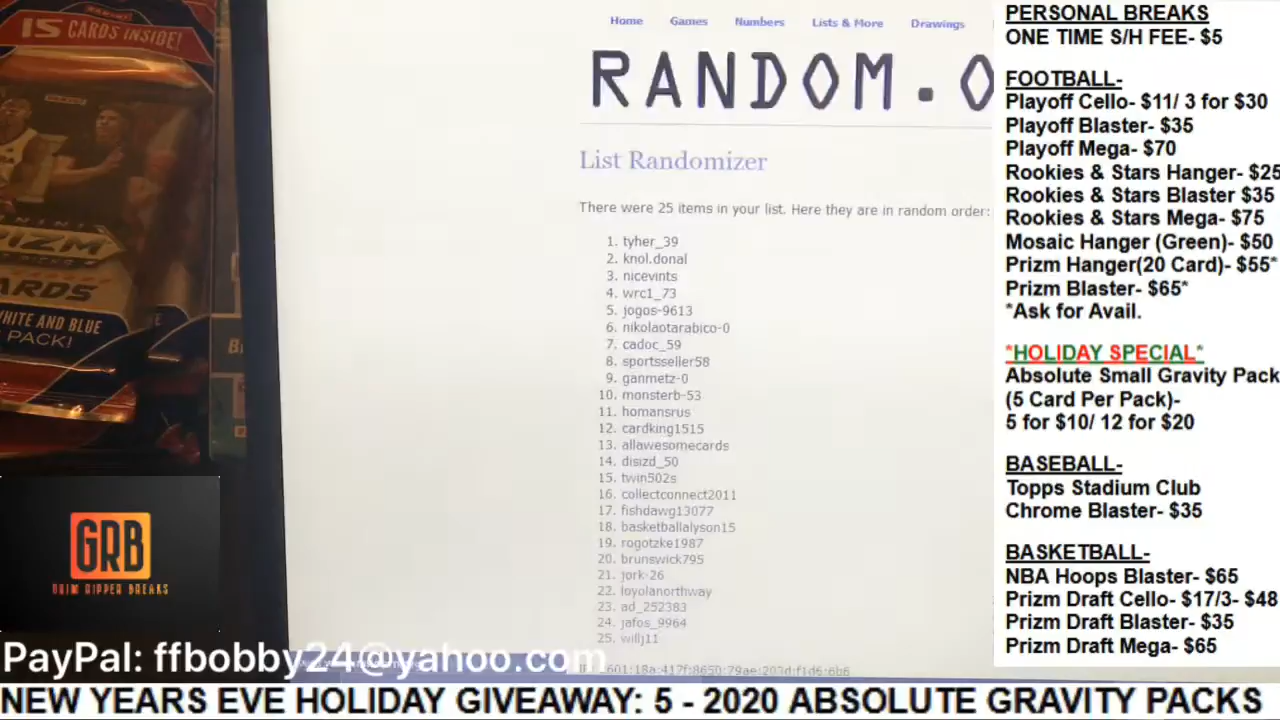 15 CARDS INSIDE!
PANINI
PRIZM
CARDS
WHITE AND BLUE
PACK!
GRB
GRIM RIPPER BREAKS
Home Games Numbers Lists & More Drawings
RANDOM.O
List Randomizer
There were 25 items in your list. Here they are in random order:
1. tyher_39
2. knol.donal
3. nicevints
4. wrc1_73
5. jogos-9613
6. nikolaotarabico-0
7. cadoc_59
8. sportsseller58
9. ganmetz-0
10. monsterb-53
11. homansrus
12. cardking1515
13. allawesomecards
14. disizd_50
15. twin502s
16. collectconnect2011
17. fishdawg13077
18. basketballalyson15
19. rogotzke1987
20. brunswick795
21. jork-26
22. loyolanorthway
23. ad_252383
24. jafos_9964
25. willj11
PERSONAL BREAKS
ONE TIME S/H FEE- $5
FOOTBALL-
Playoff Cello- $11/ 3 for $30
Playoff Blaster- $35
Playoff Mega- $70
Rookies & Stars Hanger- $25
Rookies & Stars Blaster $35
Rookies & Stars Mega- $75
Mosaic Hanger (Green)- $50
Prizm Hanger(20 Card)- $55*
Prizm Blaster- $65*
*Ask for Avail.
*HOLIDAY SPECIAL*
Absolute Small Gravity Pack
(5 Card Per Pack)-
5 for $10/ 12 for $20
BASEBALL-
Topps Stadium Club
Chrome Blaster- $35
BASKETBALL-
NBA Hoops Blaster- $65
Prizm Draft Cello- $17/3- $48
Prizm Draft Blaster- $35
Prizm Draft Mega- $65
PayPal: ffbobby24@yahoo.com
NEW YEARS EVE HOLIDAY GIVEAWAY: 5 - 2020 ABSOLUTE GRAVITY PACKS